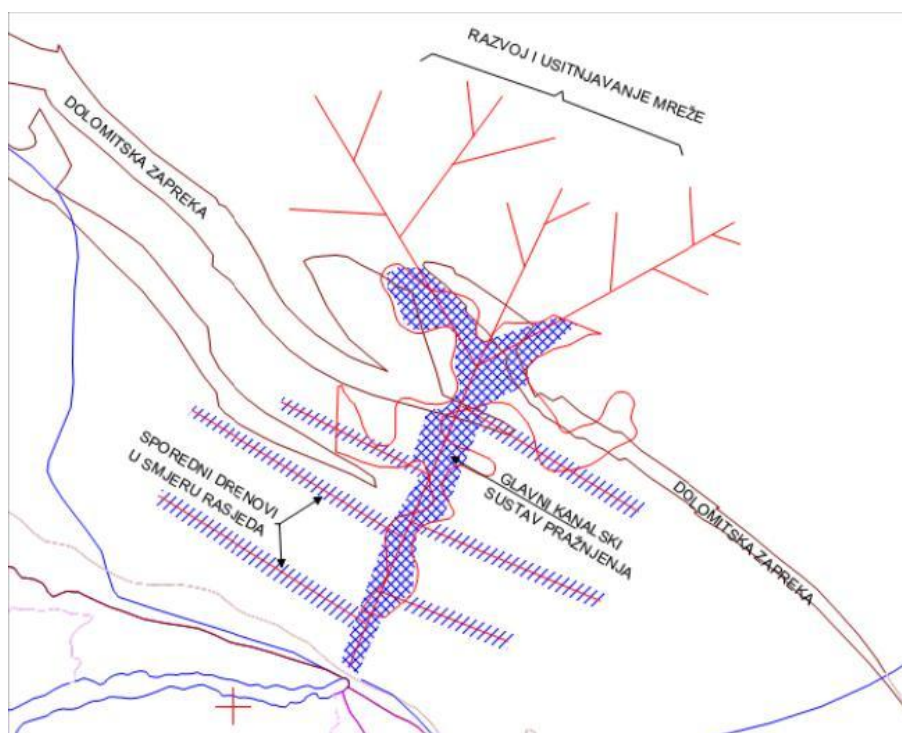 RAZVOJ I USITNJAVANJE MREŽE
DOLOMITSKA ZAPREKA
SPOREDNI DRENOVI
U SMJERU RASJEDA
GLAVNI KANALSKI
SUSTAV PRAŽNJENJA
DOLOMITSKA ZAPREKA